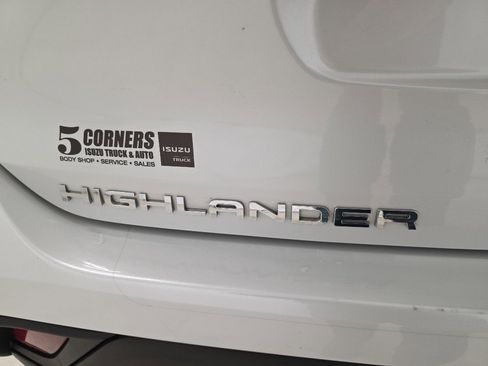 5 CORNERS
ISUZU TRUCK & AUTO
BODY SHOP • SERVICE • SALES
ISUZU
TRUCK
HIGHLANDER